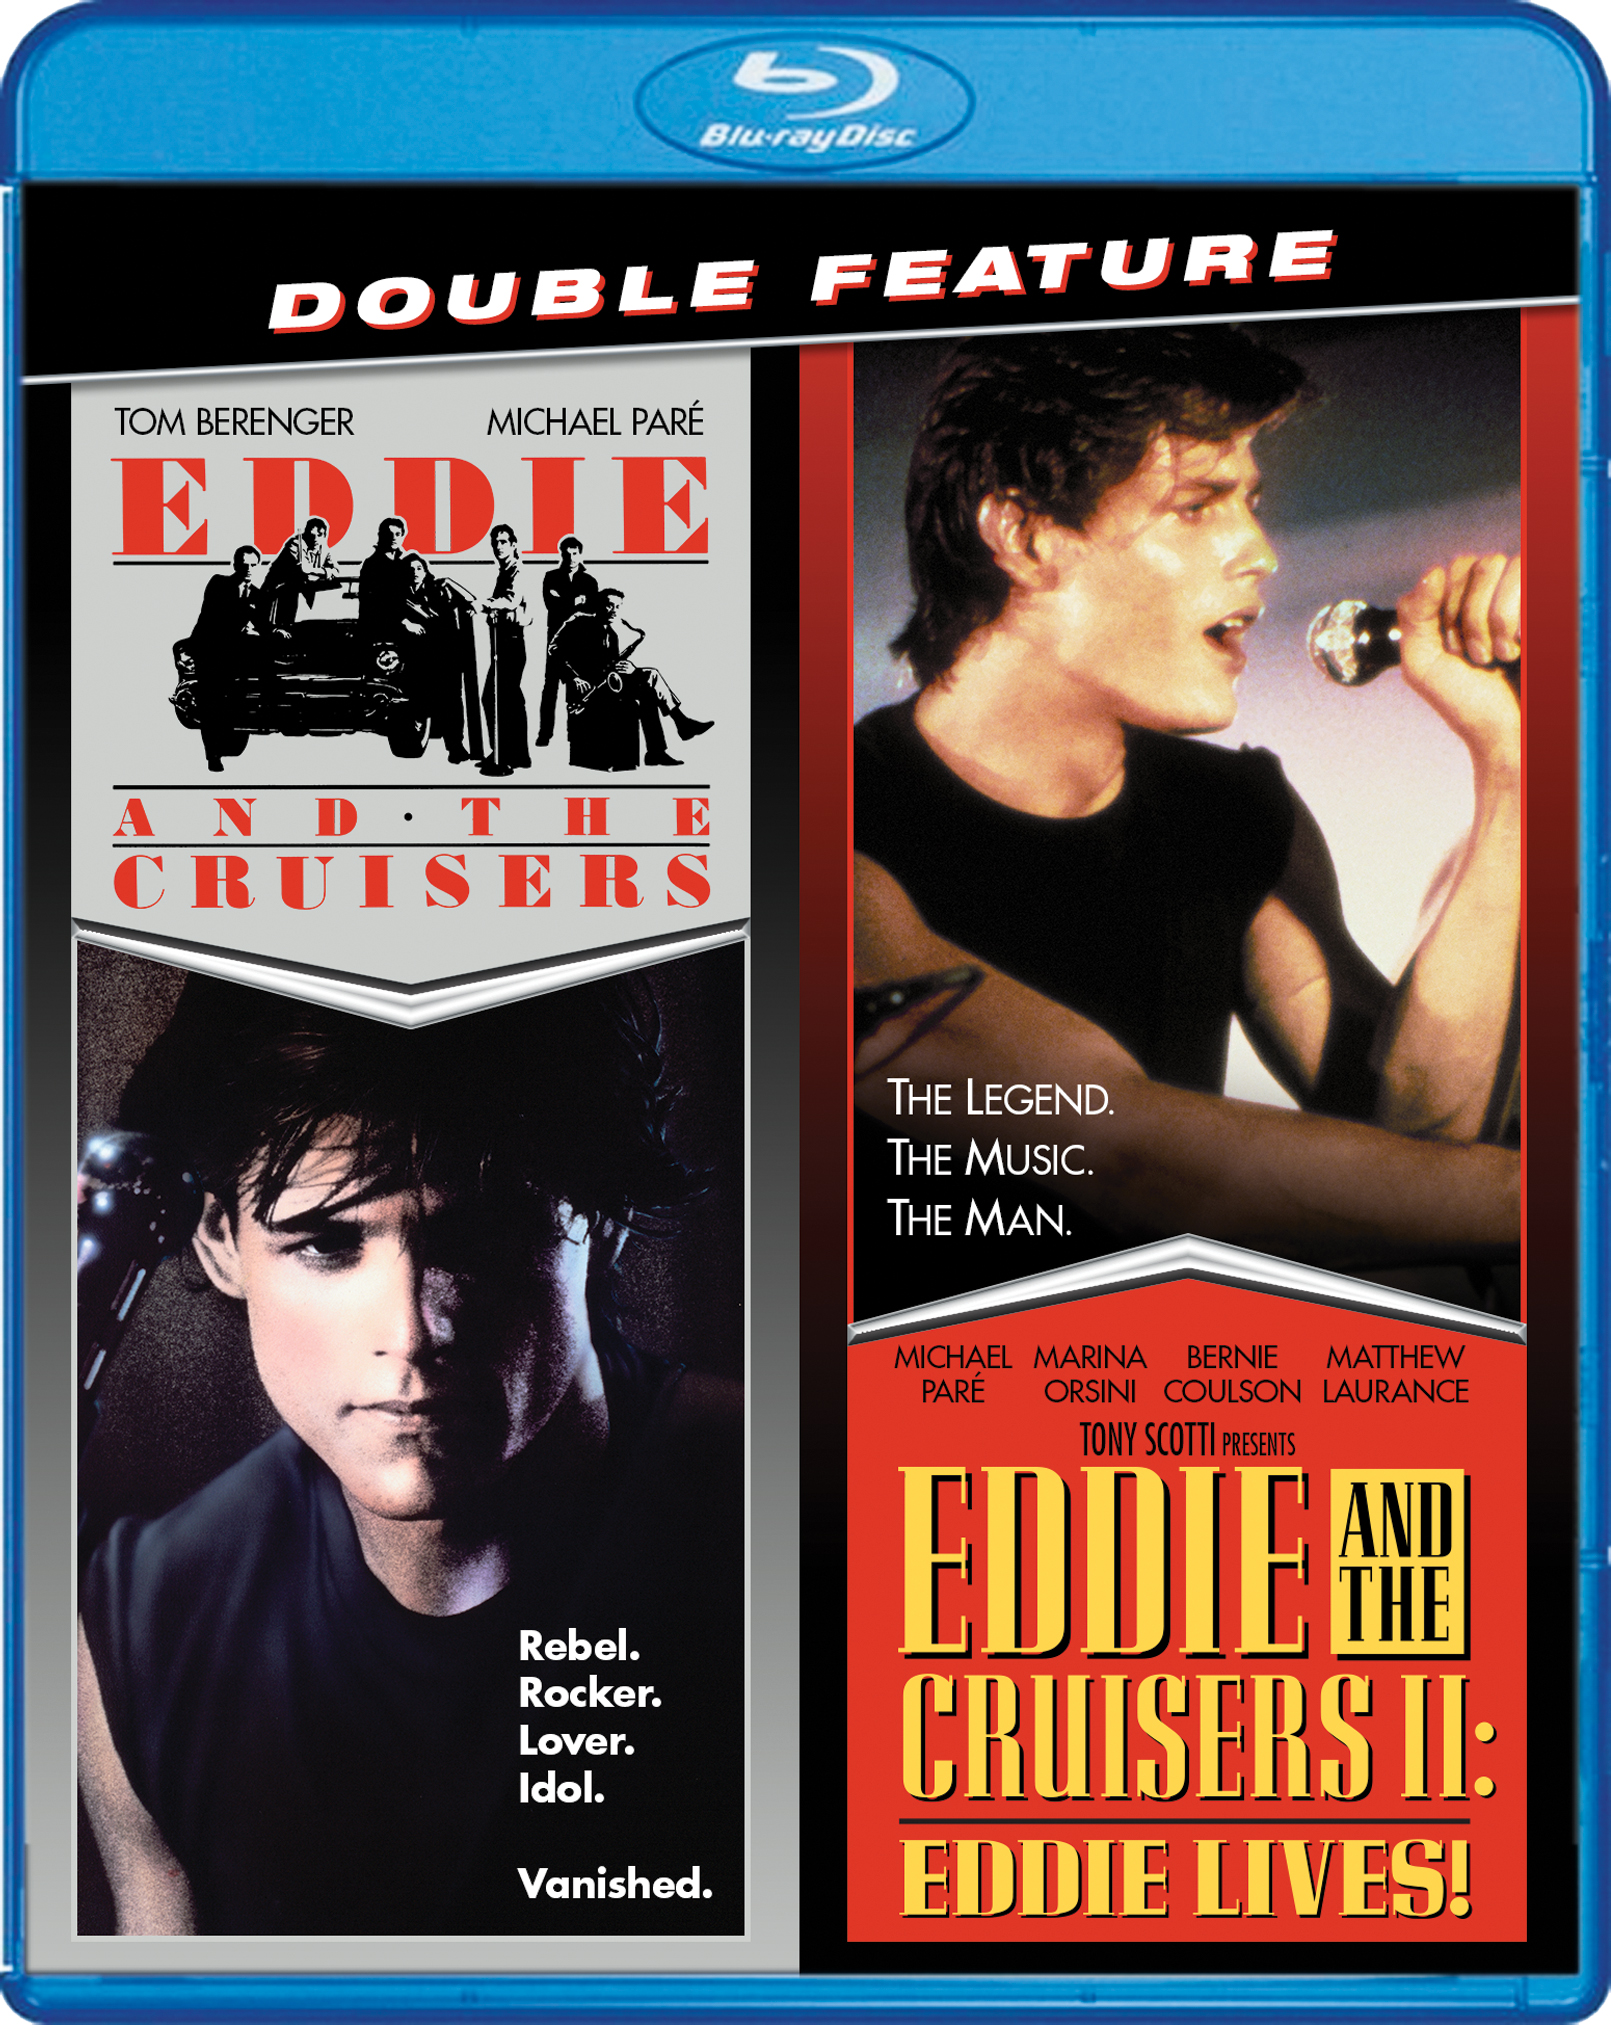 Blu-ray Disc
DOUBLE FEATURE
TOM BERENGER MICHAEL PARÉ
EDDIE
AND · THE
CRUISERS
Rebel.
Rocker.
Lover.
Idol.
Vanished.
THE LEGEND.
THE MUSIC.
THE MAN.
MICHAEL MARINA BERNIE MATTHEW
PARÉ ORSINI COULSON LAURANCE
TONY SCOTTI PRESENTS
EDDIE AND THE
CRUISERS II:
EDDIE LIVES!